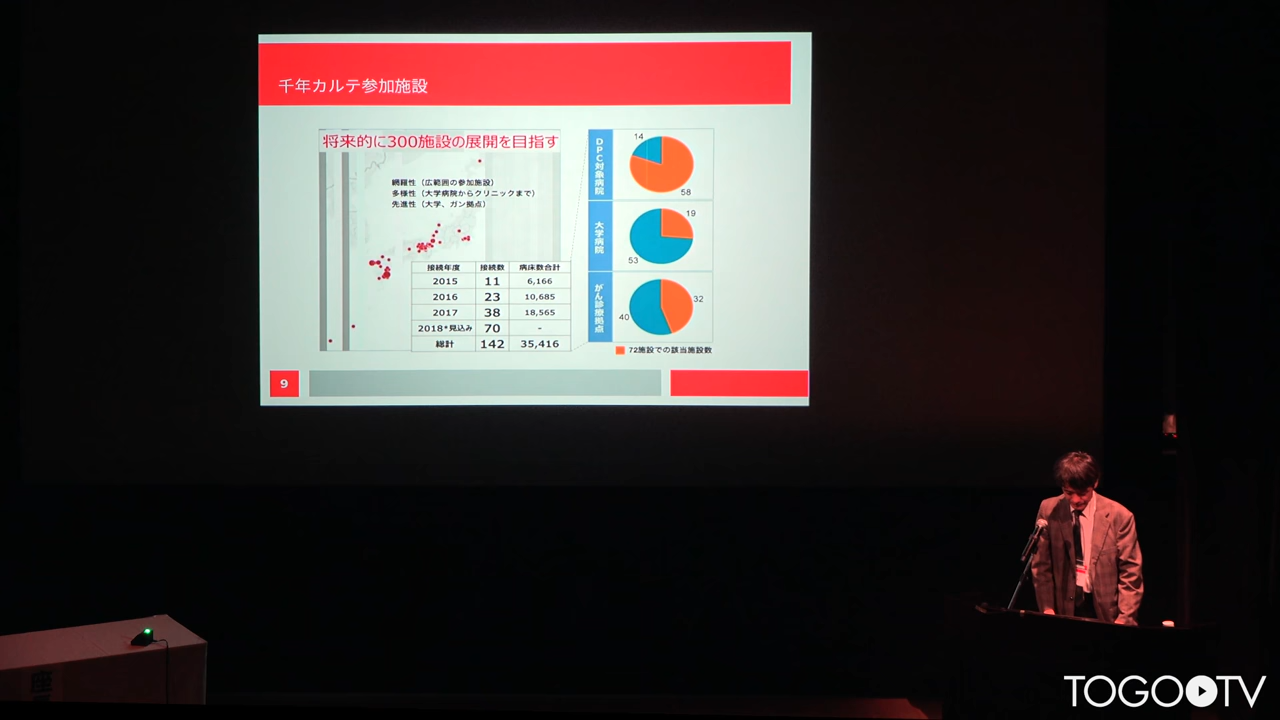 千年カルテ参加施設
将来的に300施設の展開を目指す
網羅性（広範囲の参加施設）
多様性（大学病院からクリニックまで）
先進性（大学、ガン拠点）
接続年度 接続数 病床数合計
2015 11 6,166
2016 23 10,685
2017 38 18,565
2018*見込み 70 -
総計 142 35,416
DPC対象病院
14
58
大学病院
19
53
がん診療拠点
32
40
72施設での該当施設数
9
座
TOGO TV